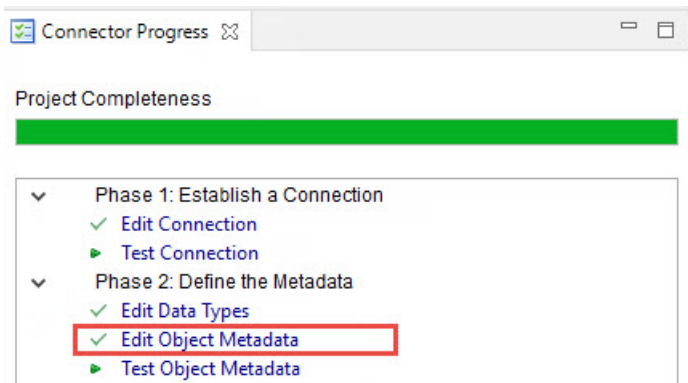 Connector Progress
Project Completeness
Phase 1: Establish a Connection
Edit Connection
Test Connection
Phase 2: Define the Metadata
Edit Data Types
Edit Object Metadata
Test Object Metadata